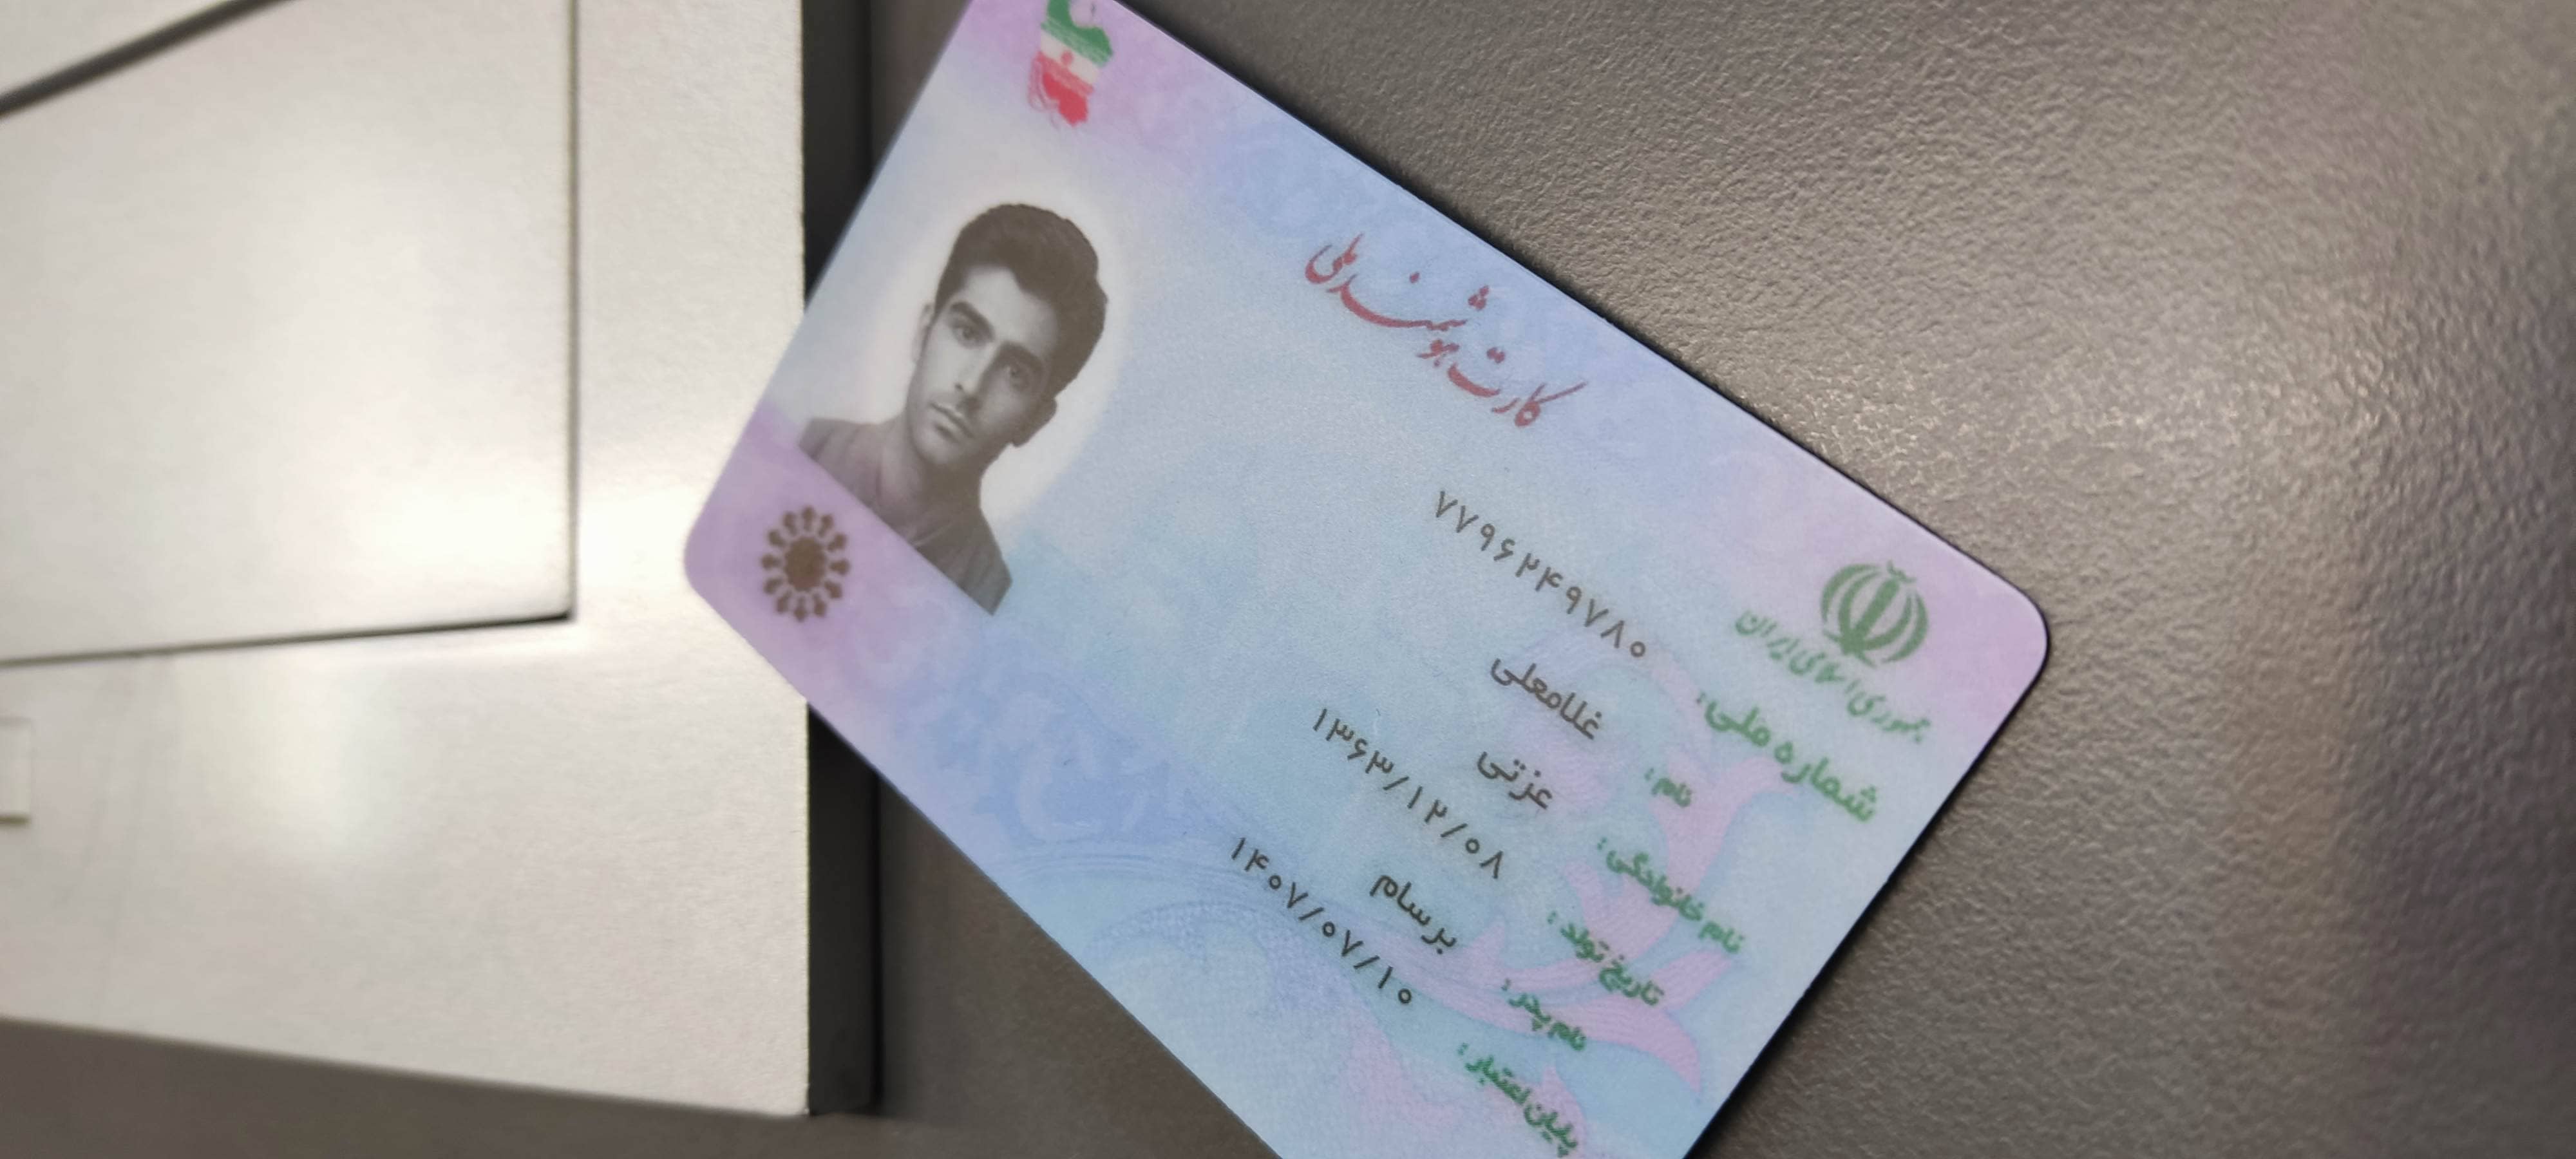 جمهوری اسلامی ایران
کارت هوشمند ملی
شماره ملی: ۷۷۹۶۲۴۹۷۸۰
نام: غلامعلی
نام خانوادگی: عزتی
تاریخ تولد: ۱۳۶۳/۱۲/۰۸
نام پدر: برسام
پایان اعتبار: ۱۴۰۷/۰۷/۱۰